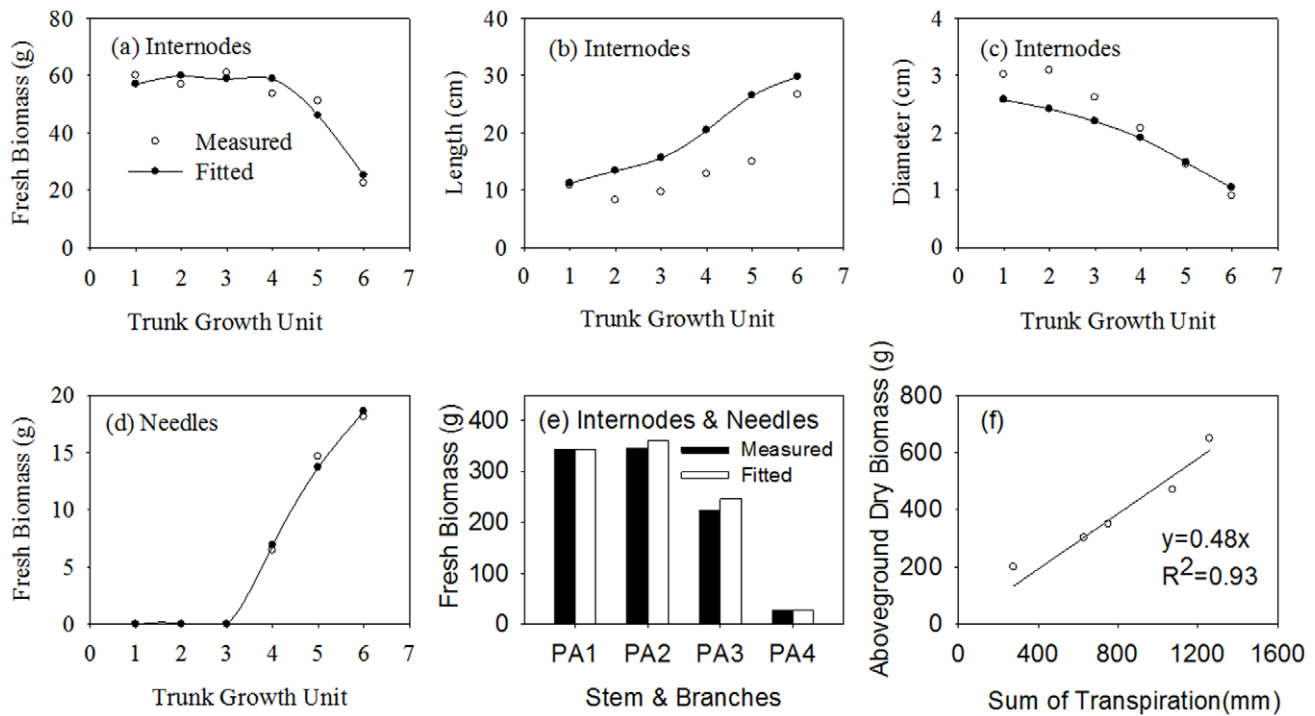 80
60
40
20
0
Fresh Biomass (g)
(a) Internodes
Measured
Fitted
0 1 2 3 4 5 6 7
Trunk Growth Unit
40
30
20
10
0
Length (cm)
(b) Internodes
0 1 2 3 4 5 6 7
Trunk Growth Unit
4
3
2
1
0
Diameter (cm)
(c) Internodes
0 1 2 3 4 5 6 7
Trunk Growth Unit
20
15
10
5
0
Fresh Biomass (g)
(d) Needles
0 1 2 3 4 5 6 7
Trunk Growth Unit
400
300
200
100
0
Fresh Biomass (g)
(e) Internodes & Needles
Measured
Fitted
PA1 PA2 PA3 PA4
Stem & Branches
800
600
400
200
0
Aboveground Dry Biomass (g)
(f)
y=0.48x
R²=0.93
0 400 800 1200 1600
Sum of Transpiration(mm)